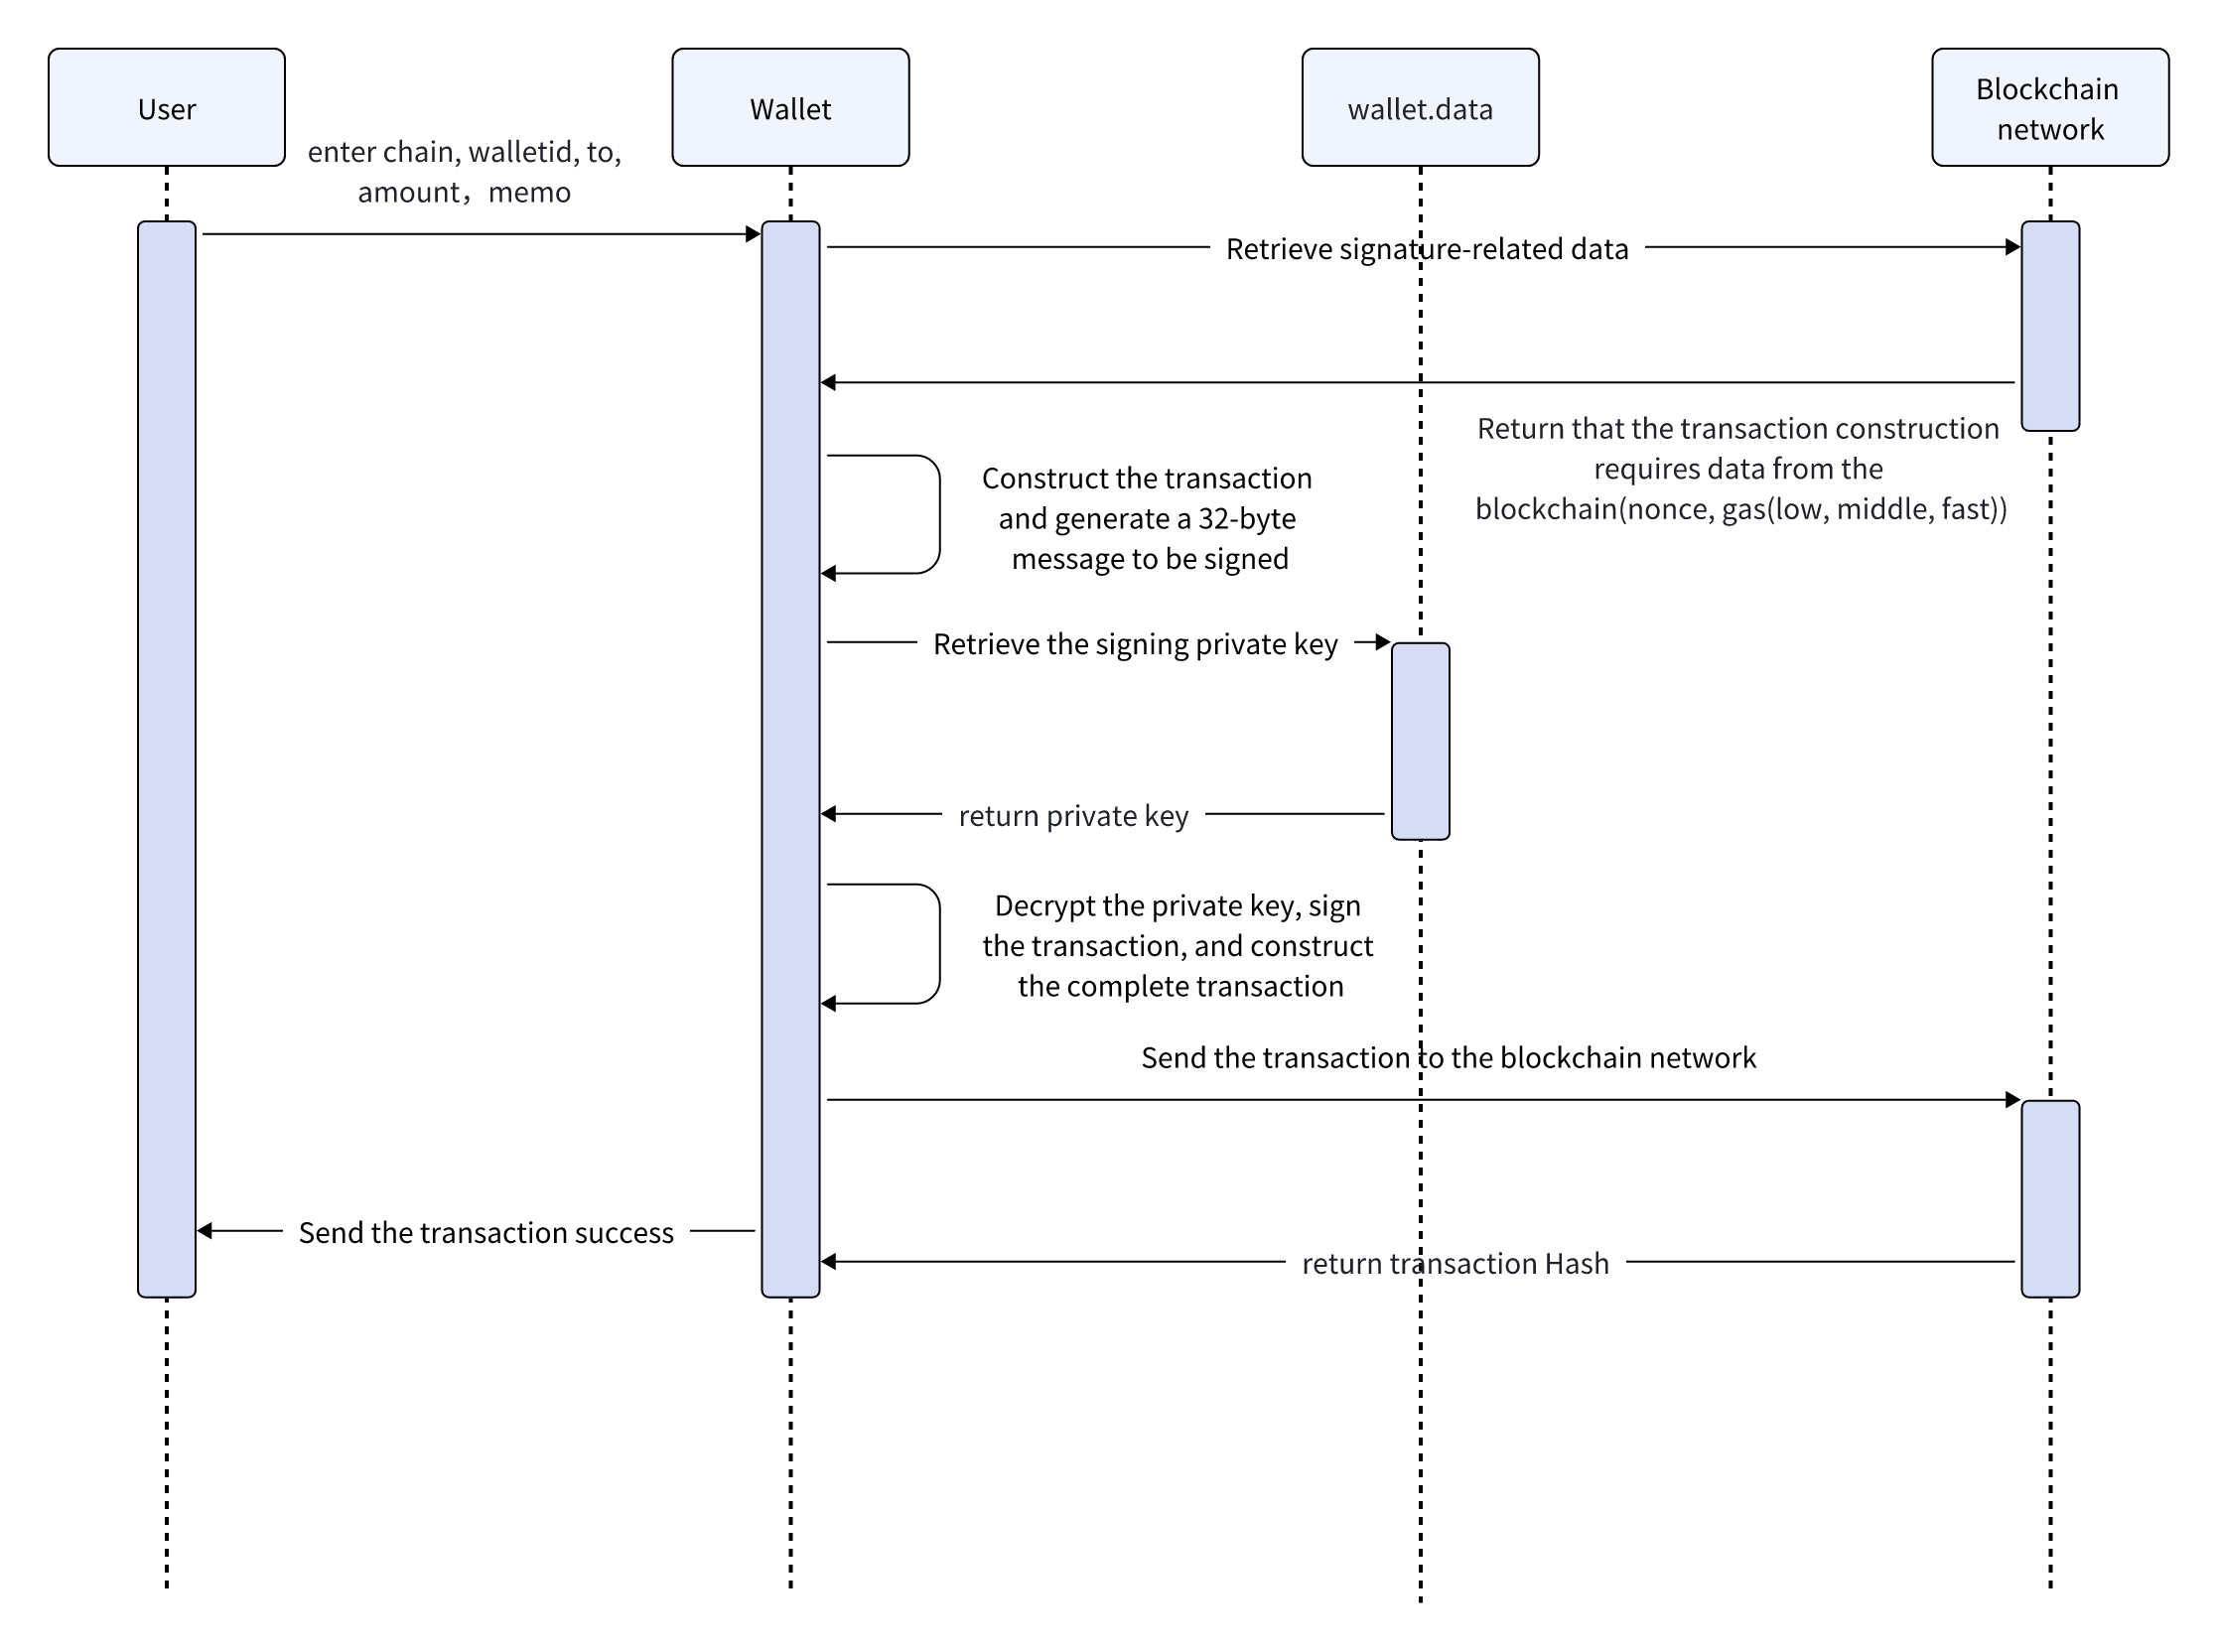 User
Wallet
wallet.data
Blockchain
network
enter chain, walletid, to,
amount，memo
Retrieve signature-related data
Return that the transaction construction
requires data from the
blockchain(nonce, gas(low, middle, fast))
Construct the transaction
and generate a 32-byte
message to be signed
Retrieve the signing private key
return private key
Decrypt the private key, sign
the transaction, and construct
the complete transaction
Send the transaction to the blockchain network
Send the transaction success
return transaction Hash